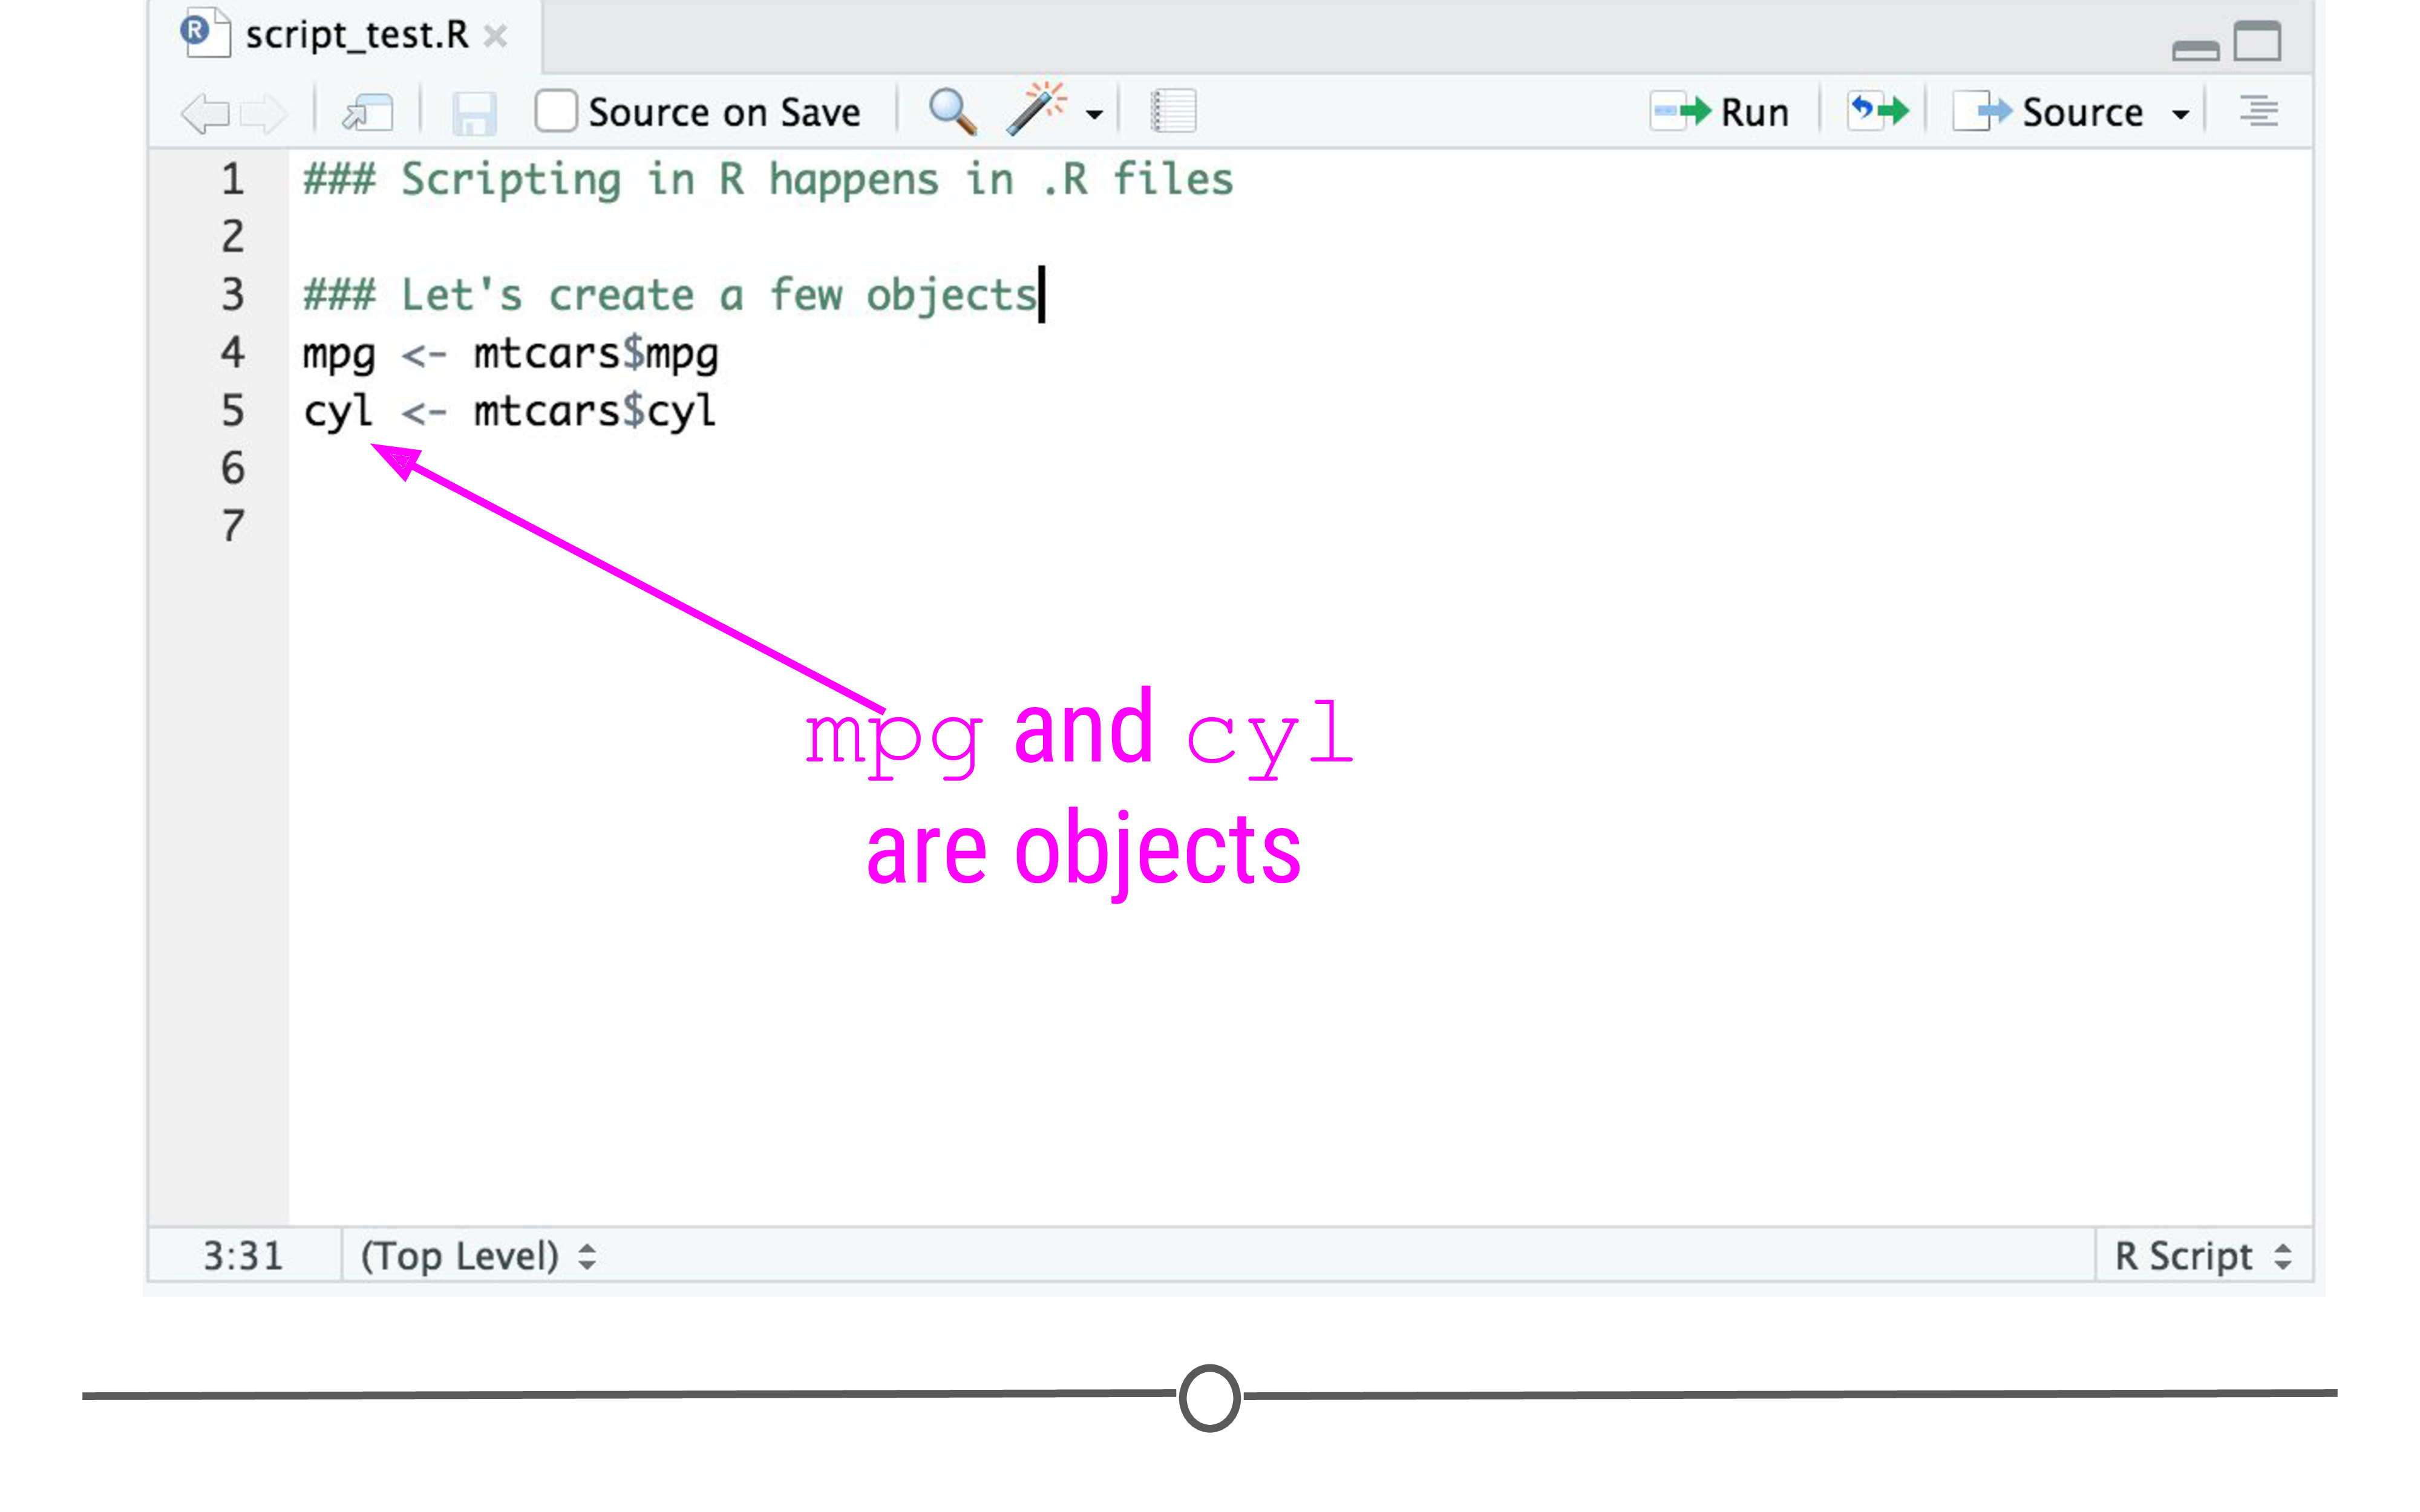 script_test.R
Source on Save
Run
Source
1 ### Scripting in R happens in .R files
2
3 ### Let's create a few objects
4 mpg <- mtcars$mpg
5 cyl <- mtcars$cyl
6
7
mpg and cyl
are objects
3:31 (Top Level) R Script